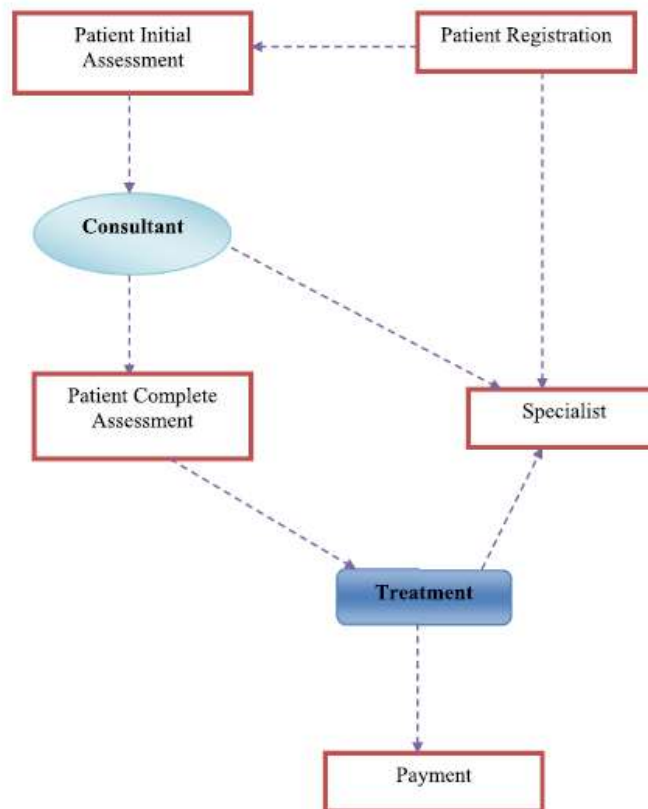 Patient Initial
Assessment
Patient Registration
Consultant
Patient Complete
Assessment
Specialist
Treatment
Payment